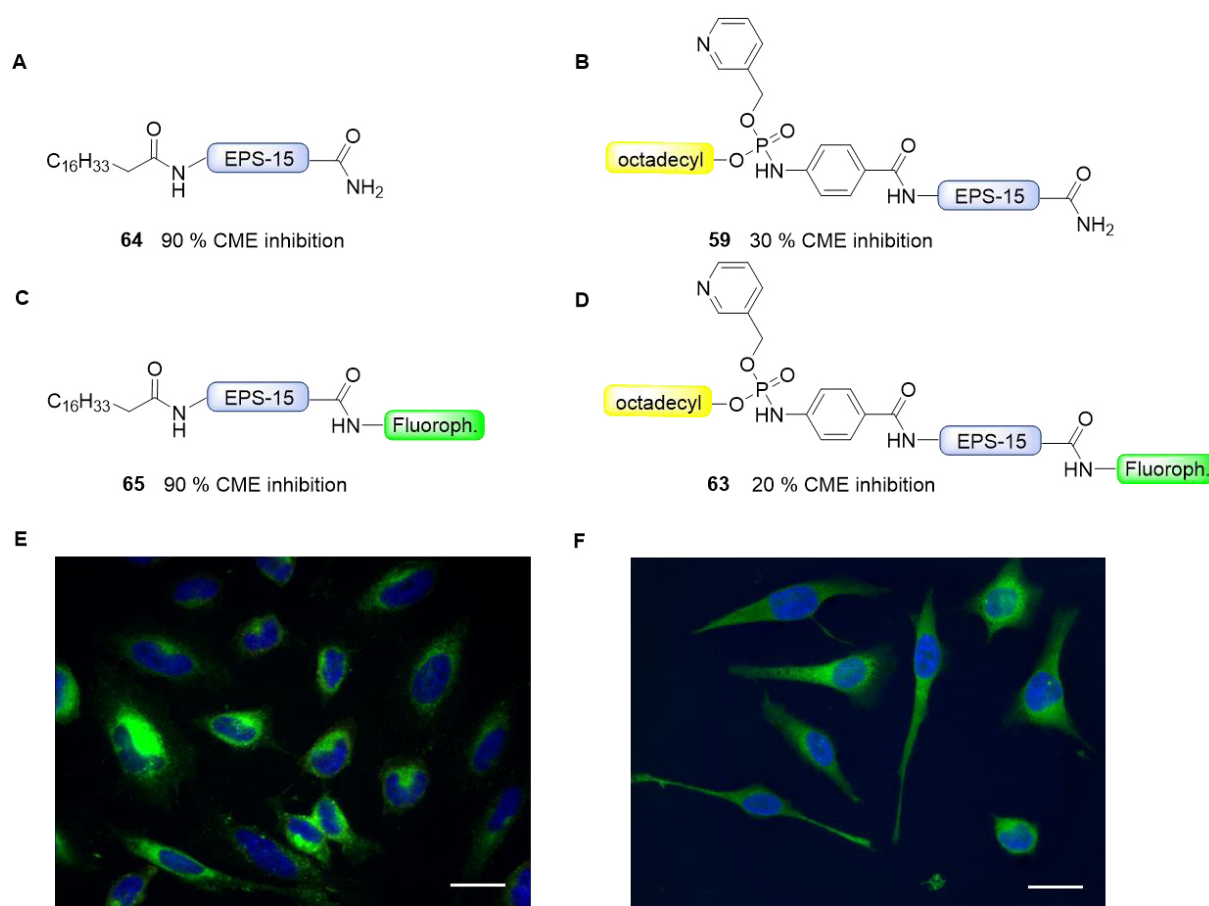 A
C₁₆H₃₃
O
N
H
EPS-15
O
NH₂
64 90 % CME inhibition
B
N
O
octadecyl
O
P
O
HN
O
HN
EPS-15
O
NH₂
59 30 % CME inhibition
C
C₁₆H₃₃
O
N
H
EPS-15
O
HN
Fluoroph.
65 90 % CME inhibition
D
N
O
octadecyl
O
P
O
HN
O
HN
EPS-15
O
HN
Fluoroph.
63 20 % CME inhibition
E
F